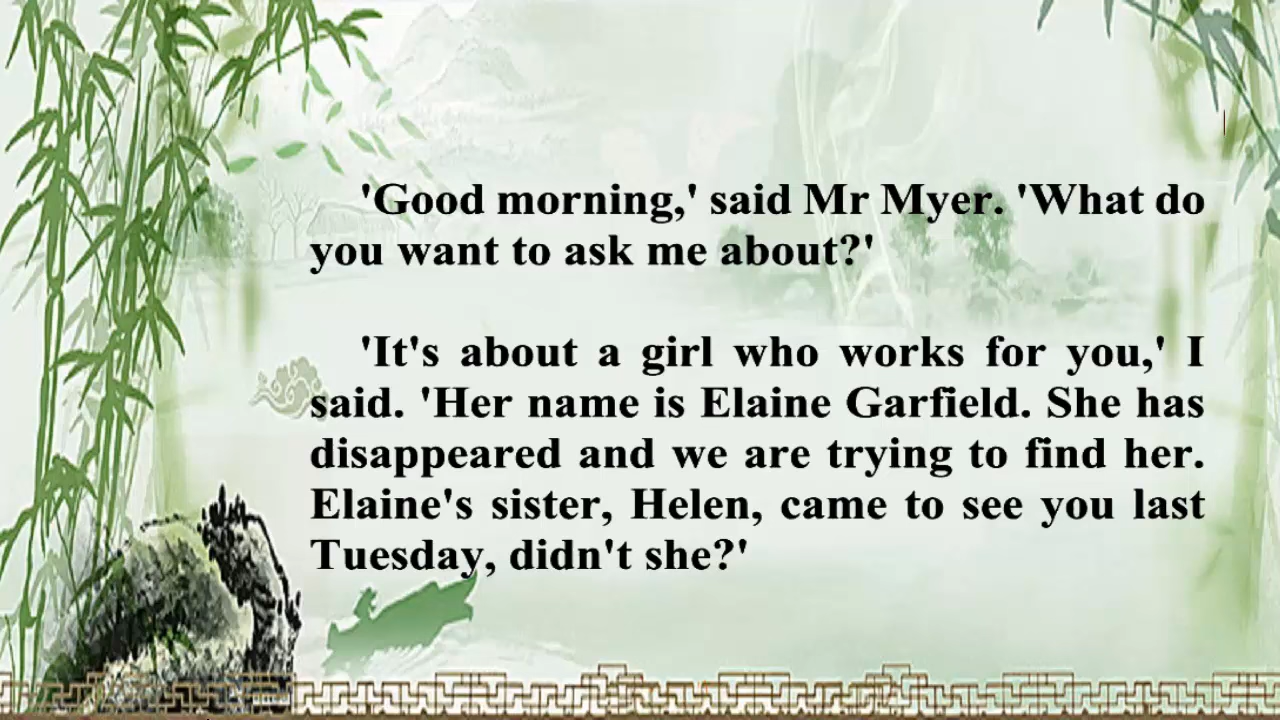 'Good morning,' said Mr Myer. 'What do
you want to ask me about?'
'It's about a girl who works for you,' I
said. 'Her name is Elaine Garfield. She has
disappeared and we are trying to find her.
Elaine's sister, Helen, came to see you last
Tuesday, didn't she?'